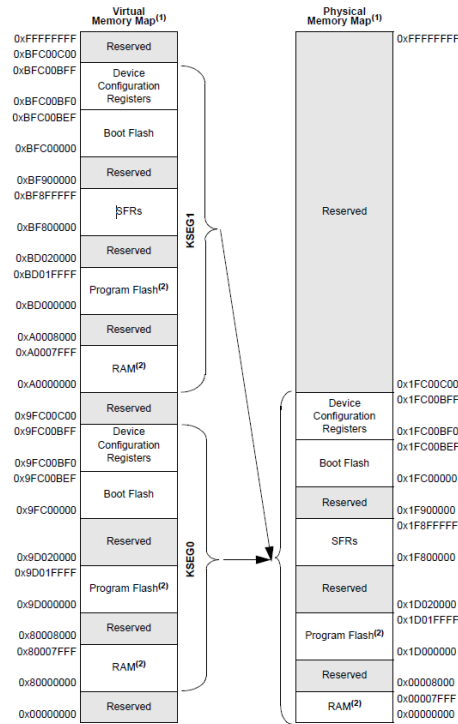 Virtual
Memory Map(1)
0xFFFFFFFF
Reserved
0xBFC00C00
0xBFC00BFF
Device
Configuration
Registers
0xBFC00BF0
0xBFC00BEF
Boot Flash
0xBFC00000
Reserved
0xBF900000
0xBF8FFFFF
SFRs
0xBF800000
Reserved
0xBD020000
0xBD01FFFF
Program Flash(2)
0xBD000000
Reserved
0xA0008000
0xA0007FFF
RAM(2)
0xA0000000
Reserved
0x9FC00C00
0x9FC00BFF
Device
Configuration
Registers
0x9FC00BF0
0x9FC00BEF
Boot Flash
0x9FC00000
Reserved
0x9D020000
0x9D01FFFF
Program Flash(2)
0x9D000000
Reserved
0x80008000
0x80007FFF
RAM(2)
0x80000000
Reserved
0x00000000
KSEG1
KSEG0
Physical
Memory Map(1)
0xFFFFFFFF
Reserved
0x1FC00C00
0x1FC00BFF
Device
Configuration
Registers
0x1FC00BF0
0x1FC00BEF
Boot Flash
0x1FC00000
Reserved
0x1F900000
0x1F8FFFFF
SFRs
0x1F800000
Reserved
0x1D020000
0x1D01FFFF
Program Flash(2)
0x1D000000
Reserved
0x00008000
0x00007FFF
RAM(2)
0x00000000